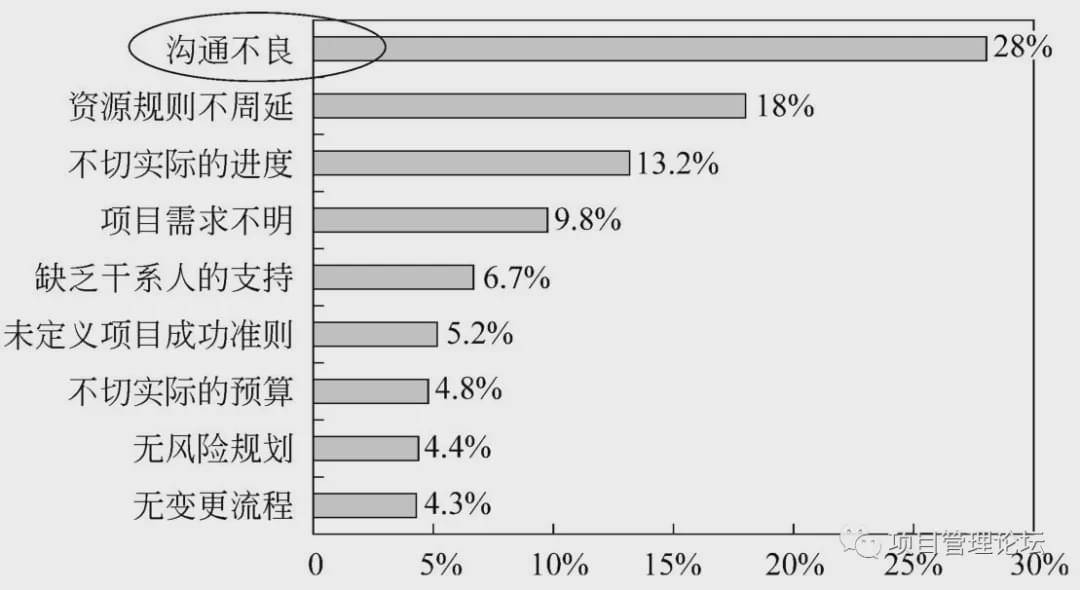 沟通不良 28%
资源规则不周延 18%
不切实际的进度 13.2%
项目需求不明 9.8%
缺乏干系人的支持 6.7%
未定义项目成功准则 5.2%
不切实际的预算 4.8%
无风险规划 4.4%
无变更流程 4.3%
0 5% 10% 15% 20% 25% 30%
项目管理论坛